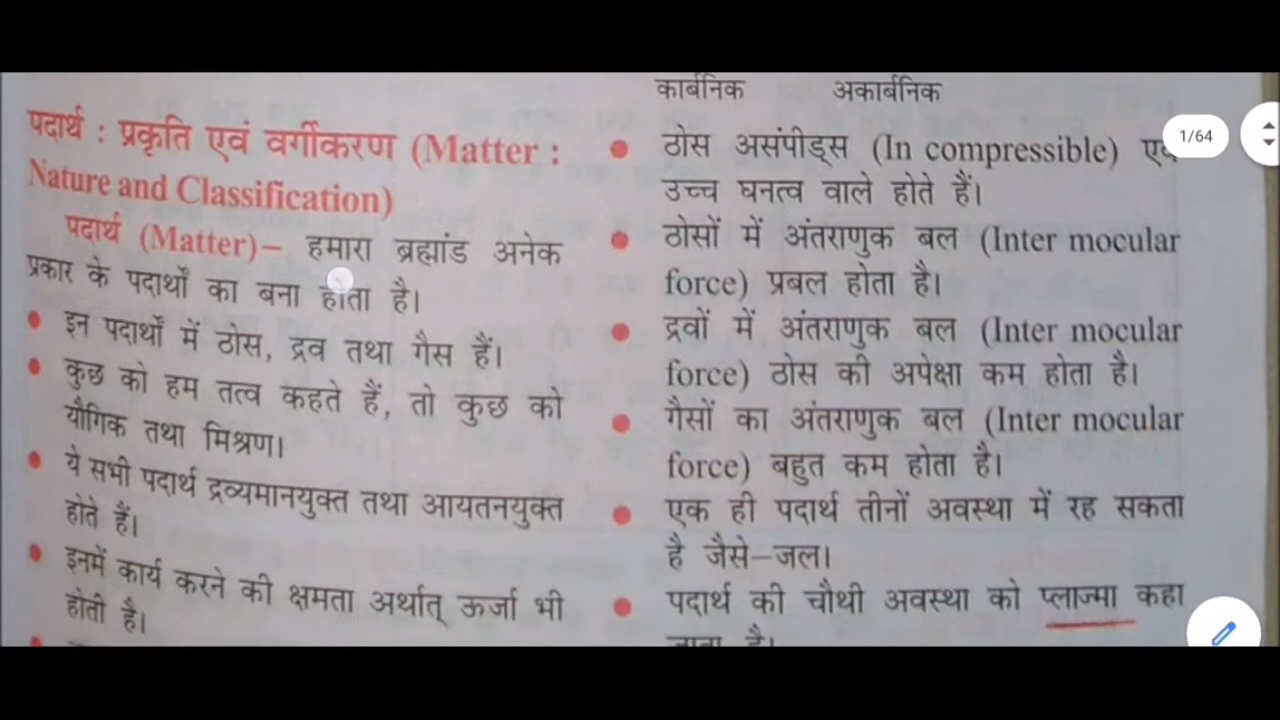 पदार्थ : प्रकृति एवं वर्गीकरण (Matter :
Nature and Classification)
पदार्थ (Matter)– हमारा ब्रह्मांड अनेक
प्रकार के पदार्थों का बना होता है।
• इन पदार्थों में ठोस, द्रव तथा गैस हैं।
• कुछ को हम तत्व कहते हैं, तो कुछ को
यौगिक तथा मिश्रण।
• ये सभी पदार्थ द्रव्यमानयुक्त तथा आयतनयुक्त
होते हैं।
• इनमें कार्य करने की क्षमता अर्थात् ऊर्जा भी
होती है।
कार्बनिक अकार्बनिक
• ठोस असंपीड्स (In compressible)
उच्च घनत्व वाले होते हैं।
• ठोसों में अंतराणुक बल (Inter mocular
force) प्रबल होता है।
• द्रवों में अंतराणुक बल (Inter mocular
force) ठोस की अपेक्षा कम होता है।
• गैसों का अंतराणुक बल (Inter mocular
force) बहुत कम होता है।
• एक ही पदार्थ तीनों अवस्था में रह सकता
है जैसे–जल।
• पदार्थ की चौथी अवस्था को प्लाज्मा कहा
जाता है।
1/64